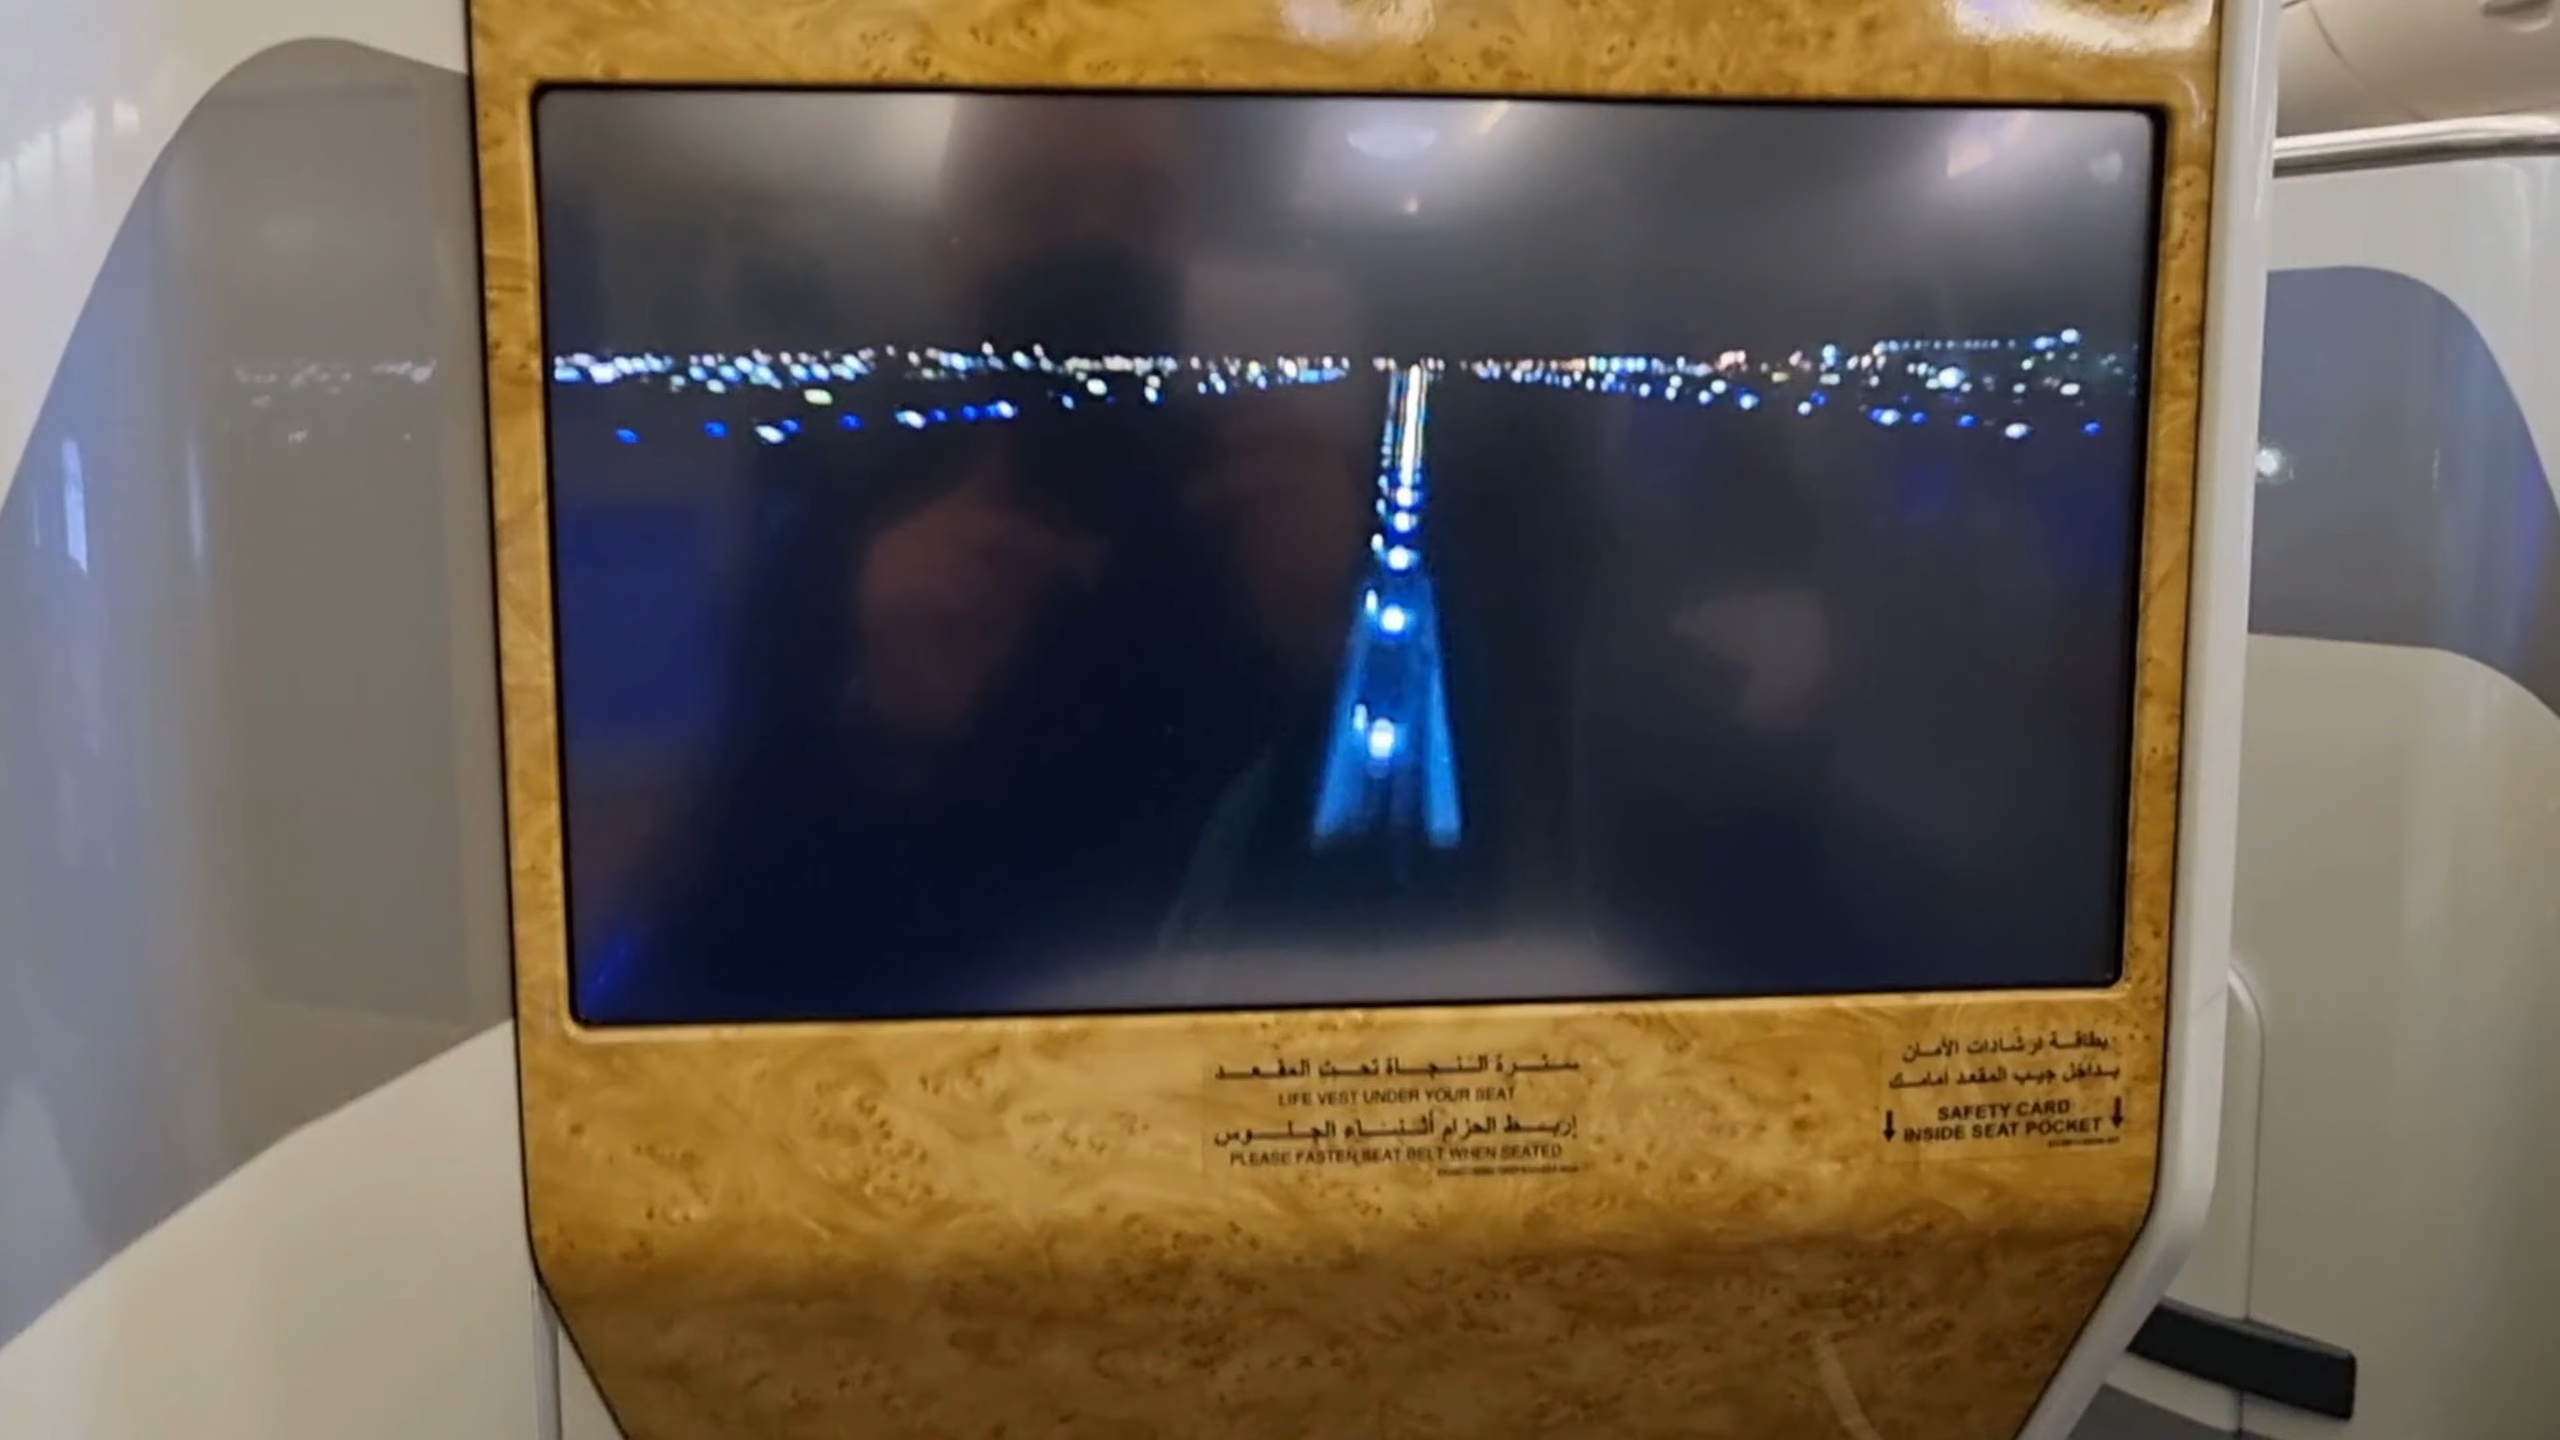 سترة النجاة تحت المقعد
LIFE VEST UNDER YOUR SEAT
إربط الحزام أثناء الجلوس
PLEASE FASTEN SEAT BELT WHEN SEATED
بطاقة ارشادات الأمان
بداخل جيب المقعد امامك
SAFETY CARD
INSIDE SEAT POCKET